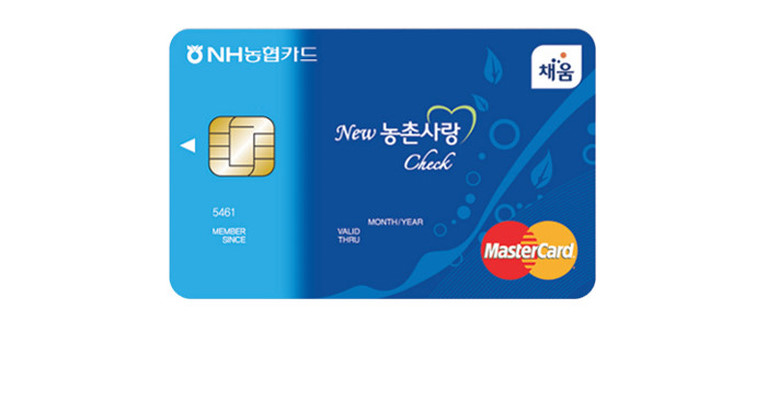 NH농협카드
채움
New 농촌사랑
Check
5461
MONTH/YEAR
MEMBER
SINCE
VALID
THRU
MasterCard